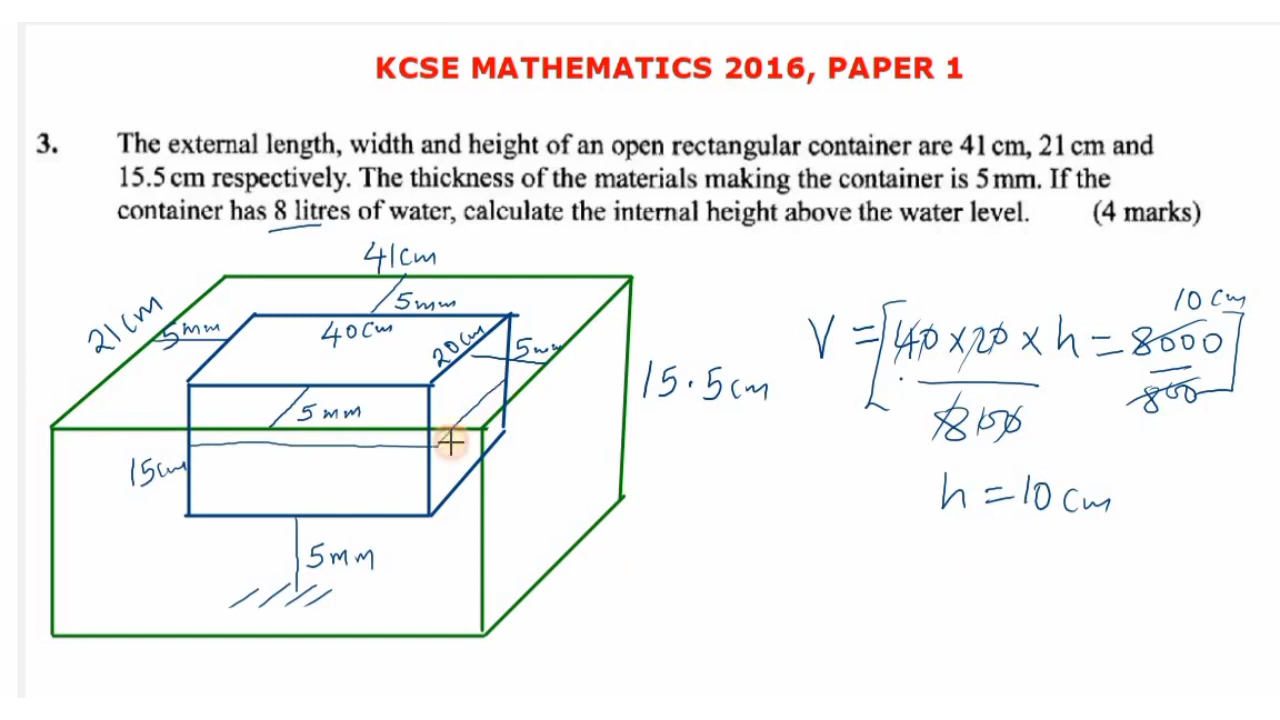 KCSE MATHEMATICS 2016, PAPER 1
3. The external length, width and height of an open rectangular container are 41 cm, 21 cm and
15.5 cm respectively. The thickness of the materials making the container is 5 mm. If the
container has 8 litres of water, calculate the internal height above the water level. (4 marks)
41cm
21cm
5mm
5mm
40cm
20cm
5mm
15.5cm
5mm
15cm
5mm
10cm
V = [40 × 20 × h = 8000]
800
800
h = 10 cm